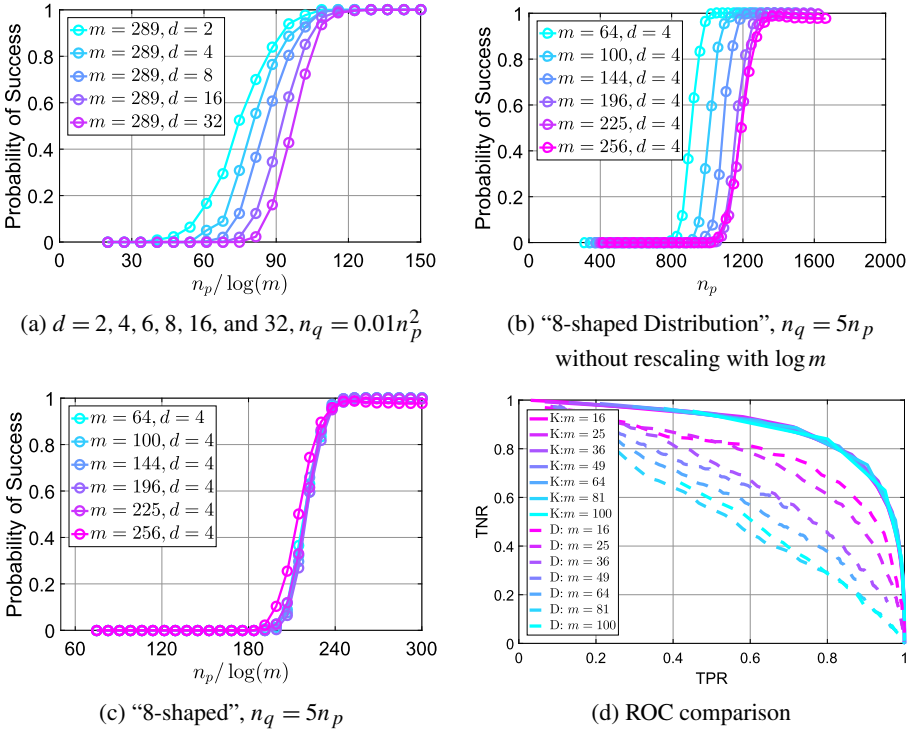 Probability of Success
1
0.8
0.6
0.4
0.2
0
m = 289, d = 2
m = 289, d = 4
m = 289, d = 8
m = 289, d = 16
m = 289, d = 32
0 30 60 90 120 150
n_p / log(m)
(a) d = 2, 4, 6, 8, 16, and 32, n_q = 0.01n_p^2
Probability of Success
1
0.8
0.6
0.4
0.2
0
m = 64, d = 4
m = 100, d = 4
m = 144, d = 4
m = 196, d = 4
m = 225, d = 4
m = 256, d = 4
400 800 1200 1600 2000
n_p
(b) “8-shaped Distribution”, n_q = 5n_p
without rescaling with log m
Probability of Success
1
0.8
0.6
0.4
0.2
0
m = 64, d = 4
m = 100, d = 4
m = 144, d = 4
m = 196, d = 4
m = 225, d = 4
m = 256, d = 4
60 120 180 240 300
n_p / log(m)
(c) “8-shaped”, n_q = 5n_p
TNR
1
0.8
0.6
0.4
0.2
0
K:m = 16
K:m = 25
K:m = 36
K:m = 49
K:m = 64
K:m = 81
K:m = 100
D: m = 16
D: m = 25
D: m = 36
D: m = 49
D: m = 64
D: m = 81
D: m = 100
0 0.2 0.4 0.6 0.8 1
TPR
(d) ROC comparison